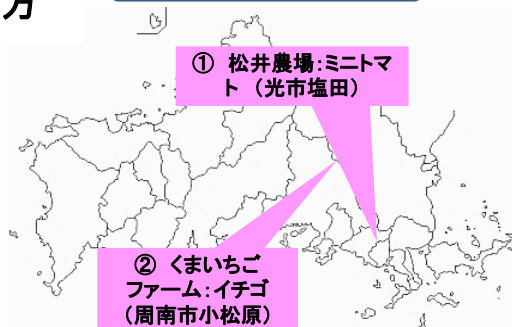 方
① 松井農場:ミニトマ
ト (光市塩田)
② くまいちご
ファーム:イチゴ
(周南市小松原)